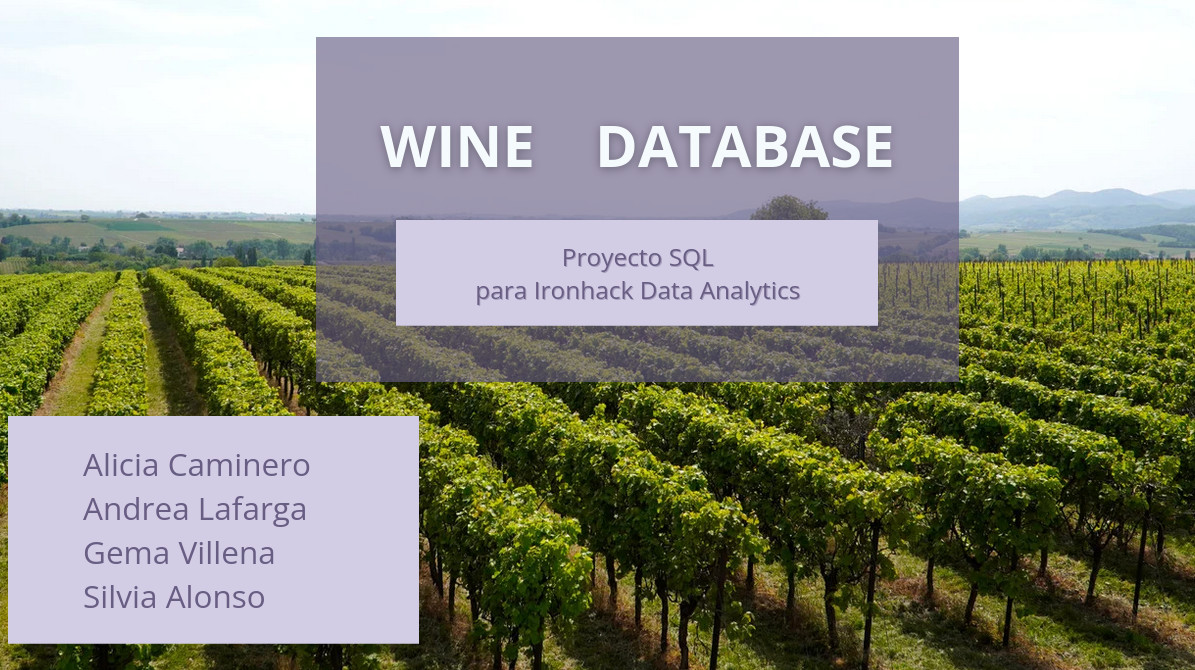 WINE DATABASE
Proyecto SQL
para Ironhack Data Analytics
Alicia Caminero
Andrea Lafarga
Gema Villena
Silvia Alonso